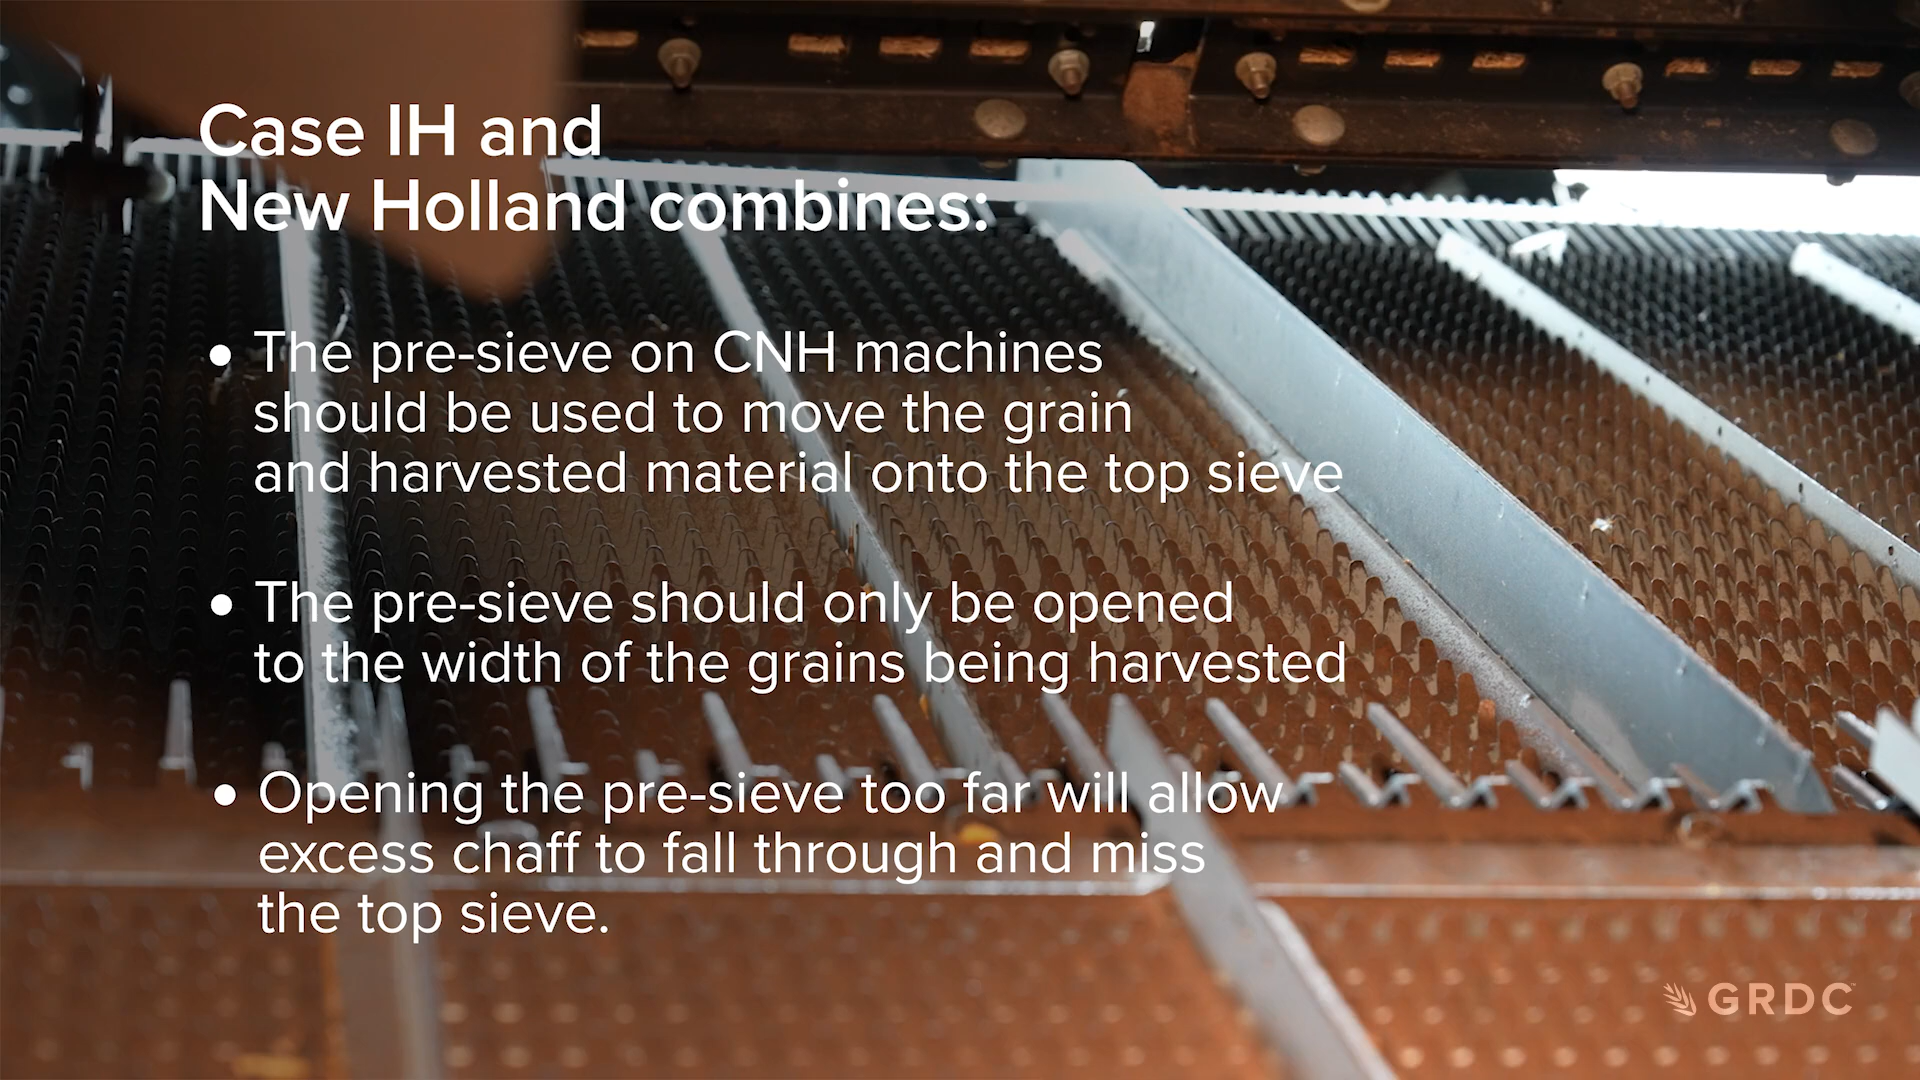 Case IH and
New Holland combines:
• The pre-sieve on CNH machines
should be used to move the grain
and harvested material onto the top sieve
• The pre-sieve should only be opened
to the width of the grains being harvested
• Opening the pre-sieve too far will allow
excess chaff to fall through and miss
the top sieve.
GRDC